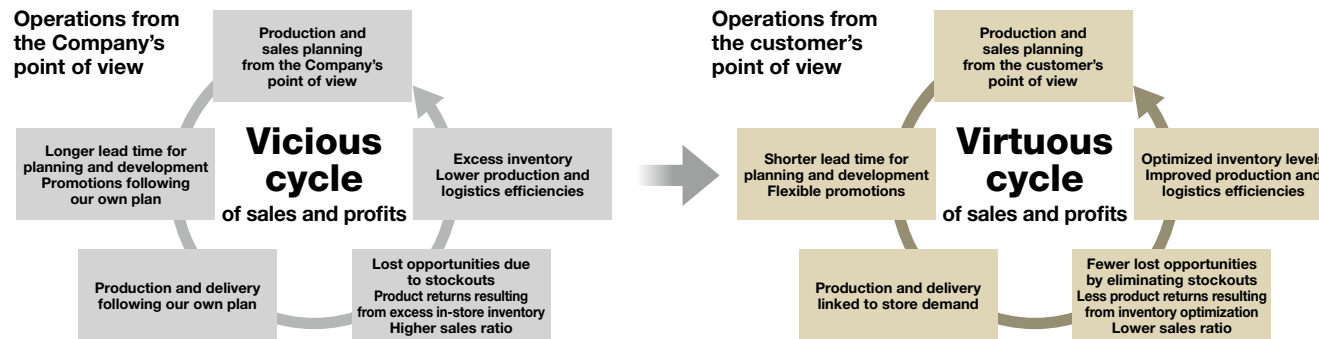 Operations from
the Company's
point of view
Production and
sales planning
from the Company's
point of view
Vicious
cycle
of sales and profits
Longer lead time for
planning and development
Promotions following
our own plan
Excess inventory
Lower production and
logistics efficiencies
Production and delivery
following our own plan
Lost opportunities due
to stockouts
Product returns resulting
from excess in-store inventory
Higher sales ratio
Operations from
the customer's
point of view
Production and
sales planning
from the customer's
point of view
Virtuous
cycle
of sales and profits
Shorter lead time for
planning and development
Flexible promotions
Optimized inventory levels
Improved production and
logistics efficiencies
Production and delivery
linked to store demand
Fewer lost opportunities
by eliminating stockouts
Less product returns resulting
from inventory optimization
Lower sales ratio